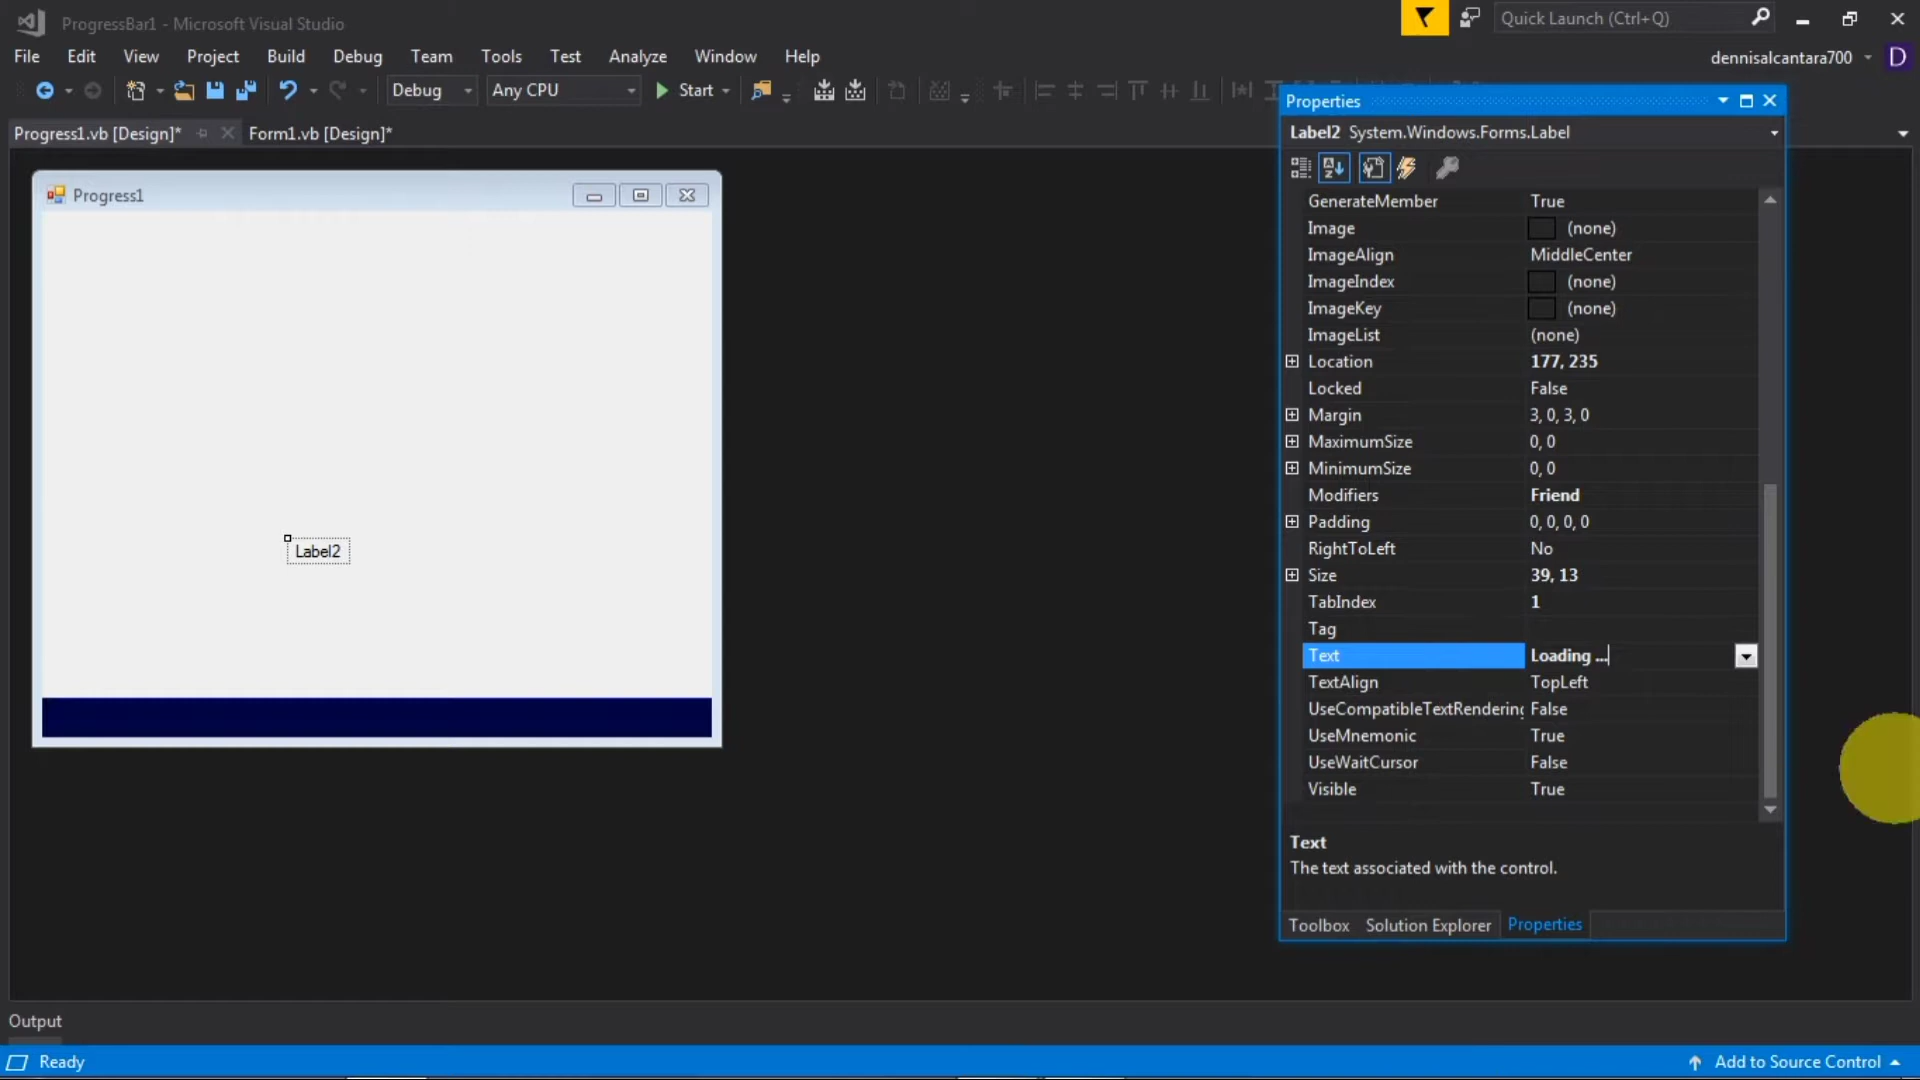 ProgressBar1 - Microsoft Visual Studio
Quick Launch (Ctrl+Q)
File Edit View Project Build Debug Team Tools Test Analyze Window Help
dennisalcantara700 D
Debug Any CPU Start
Progress1.vb [Design]* Form1.vb [Design]*
Progress1
Label2
Properties
Label2 System.Windows.Forms.Label
GenerateMember True
Image (none)
ImageAlign MiddleCenter
ImageIndex (none)
ImageKey (none)
ImageList (none)
Location 177, 235
Locked False
Margin 3, 0, 3, 0
MaximumSize 0, 0
MinimumSize 0, 0
Modifiers Friend
Padding 0, 0, 0, 0
RightToLeft No
Size 39, 13
TabIndex 1
Tag
Text Loading ...
TextAlign TopLeft
UseCompatibleTextRendering False
UseMnemonic True
UseWaitCursor False
Visible True
Text
The text associated with the control.
Toolbox Solution Explorer Properties
Output
Ready
Add to Source Control